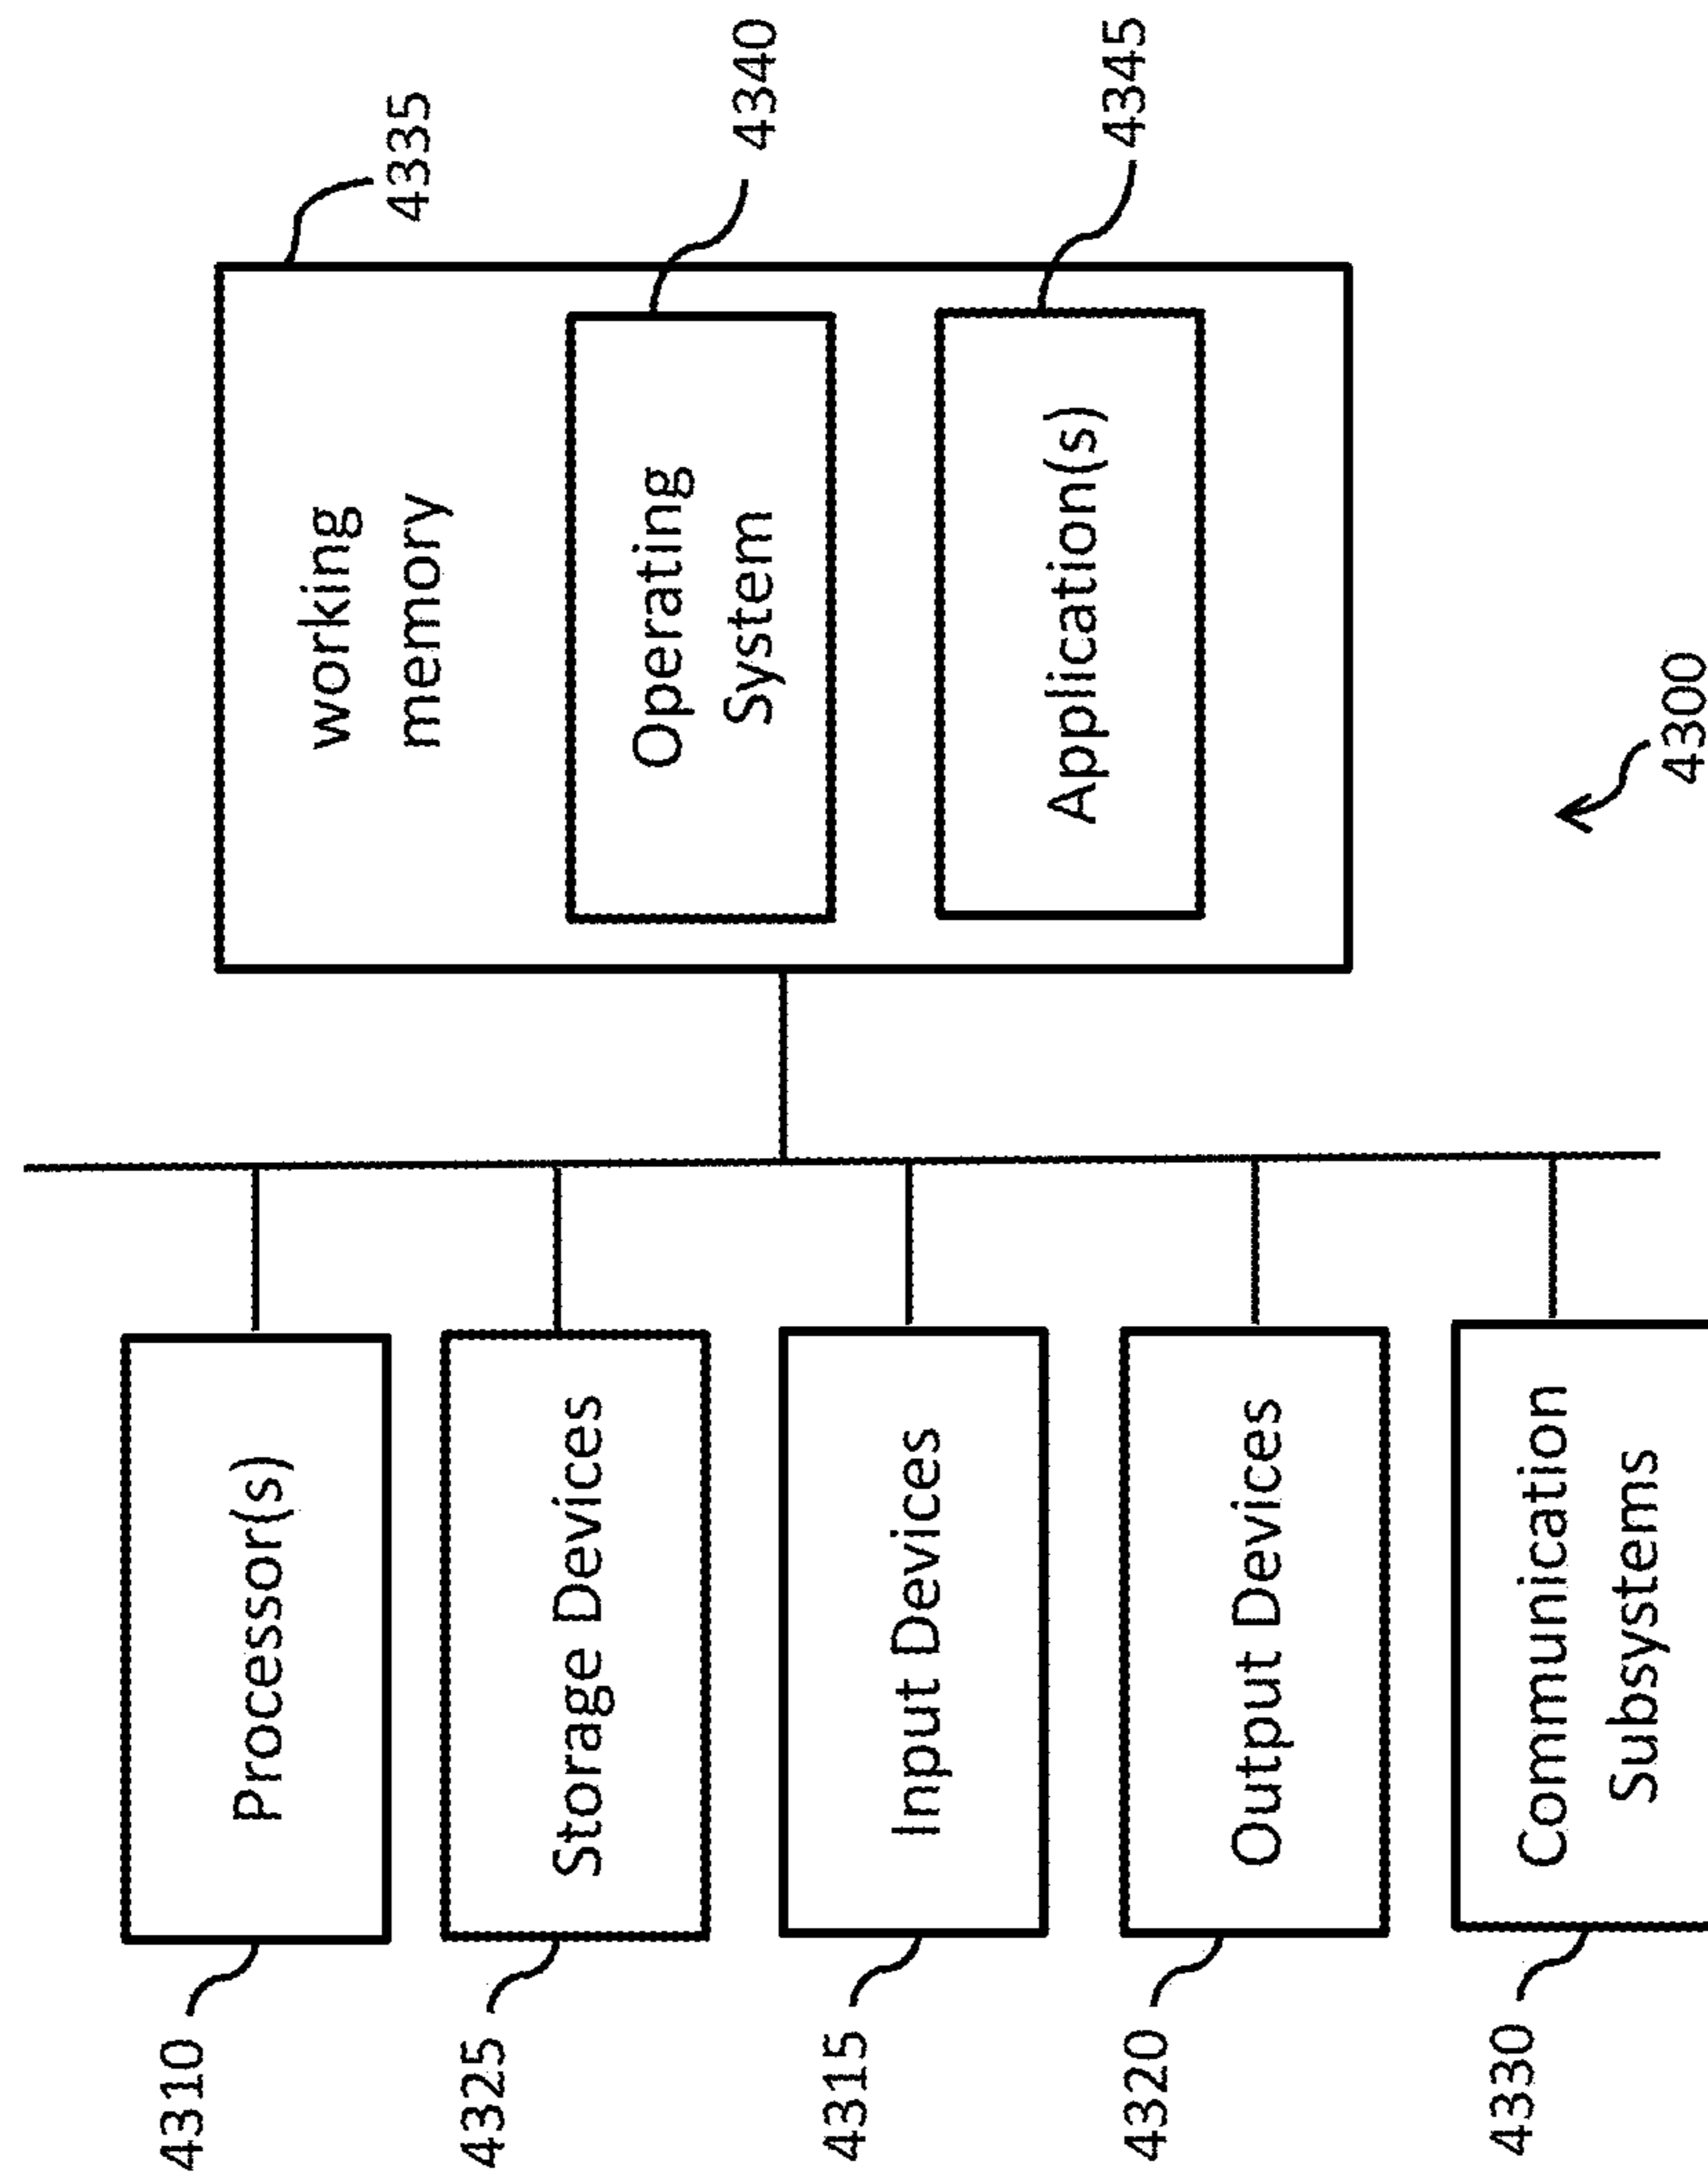 4310
Processor(s)
4325
Storage Devices
4315
Input Devices
4320
Output Devices
4330
Communication
Subsystems
working
memory
4335
Operating
System
4340
Application(s)
4345
4300